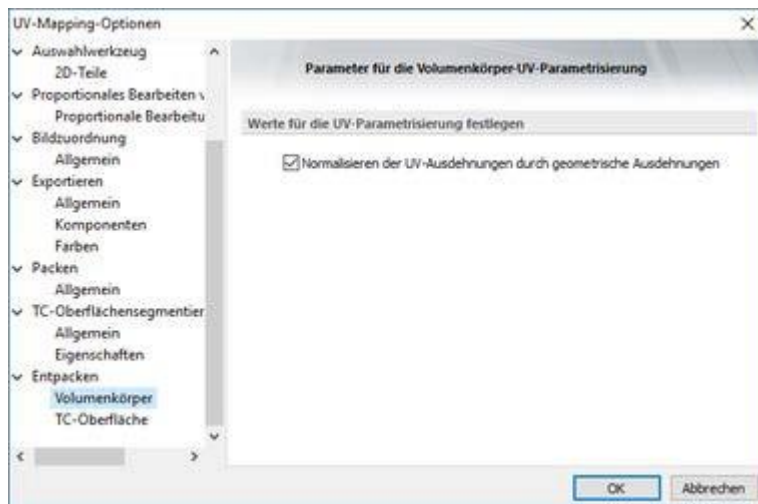 UV-Mapping-Optionen
Auswahlwerkzeug
2D-Teile
Proportionales Bearbeiten v
Proportionale Bearbeitu
Bildzuordnung
Allgemein
Exportieren
Allgemein
Komponenten
Farben
Packen
Allgemein
TC-Oberflächensegmentier
Allgemein
Eigenschaften
Entpacken
Volumenkörper
TC-Oberfläche
Parameter für die Volumenkörper-UV-Parametrisierung
Werte für die UV-Parametrisierung festlegen
Normalisieren der UV-Ausdehnungen durch geometrische Ausdehnungen
OK
Abbrechen